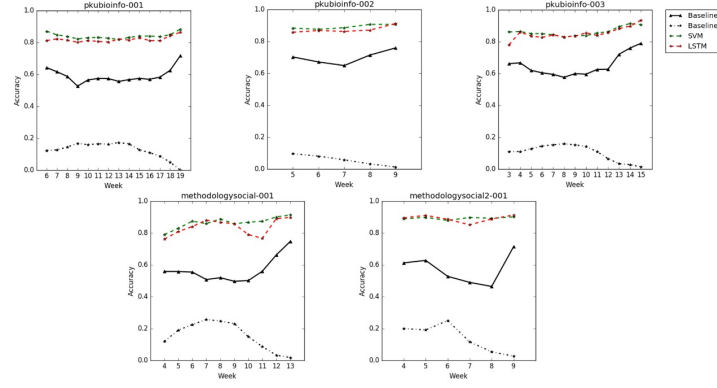 pkubioinfo-001
1.0
0.8
0.6
0.4
0.2
0.0
Accuracy
6 7 8 9 10 11 12 13 14 15 16 17 18 19
Week
pkubioinfo-002
1.0
0.8
0.6
0.4
0.2
0.0
Accuracy
5 6 7 8 9
Week
pkubioinfo-003
1.0
0.8
0.6
0.4
0.2
0.0
Accuracy
3 4 5 6 7 8 9 10 11 12 13 14 15
Week
Baseline
Baseline
SVM
LSTM
methodologysocial-001
1.0
0.8
0.6
0.4
0.2
0.0
Accuracy
4 5 6 7 8 9 10 11 12 13
Week
methodologysocial2-001
1.0
0.8
0.6
0.4
0.2
0.0
Accuracy
4 5 6 7 8 9
Week